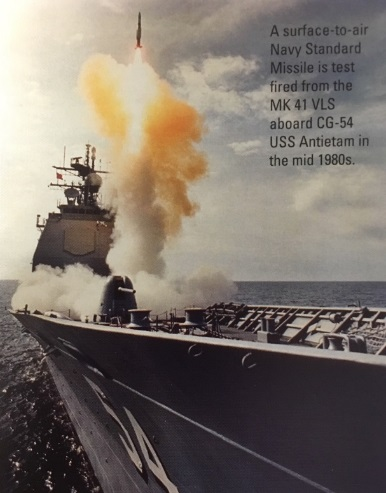 A surface-to-air
Navy Standard
Missile is test
fired from the
MK 41 VLS
aboard CG-54
USS Antietam in
the mid 1980s.
54